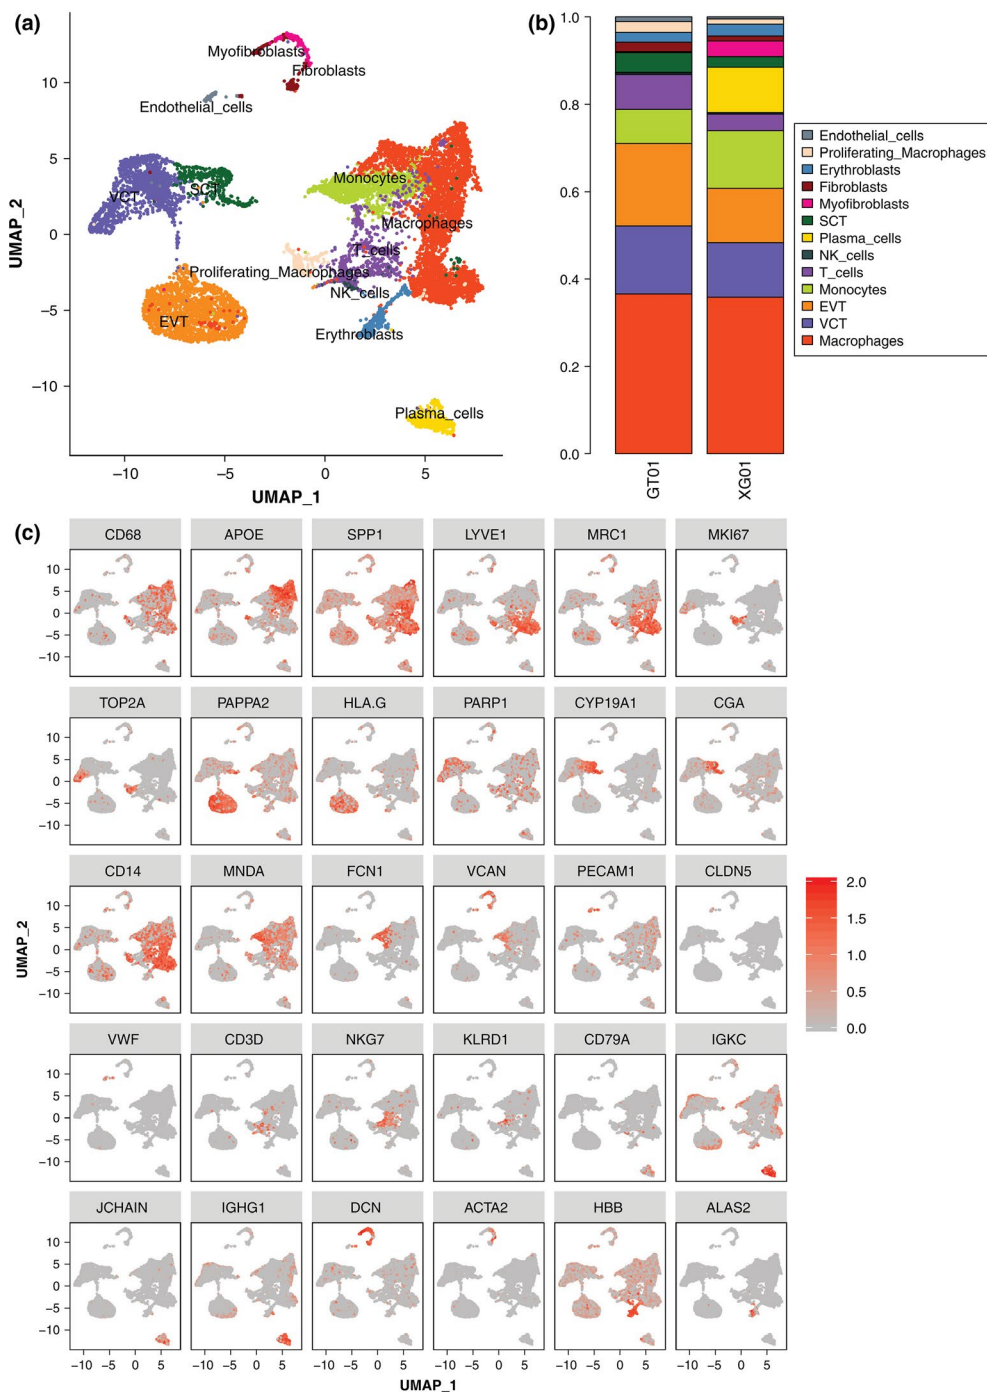 (a)
Myofibroblasts
Fibroblasts
Endothelial_cells
Monocytes
VCT
SCT
Macrophages
T_cells
Proliferating_Macrophages
NK_cells
EVT
Erythroblasts
Plasma_cells
10
5
0
−5
−10
UMAP_2
−10
−5
0
5
UMAP_1
(b)
1.0
0.8
0.6
0.4
0.2
0.0
GT01
XG01
Endothelial_cells
Proliferating_Macrophages
Erythroblasts
Fibroblasts
Myofibroblasts
SCT
Plasma_cells
NK_cells
T_cells
Monocytes
EVT
VCT
Macrophages
(c)
CD68 APOE SPP1 LYVE1 MRC1 MKI67
10
5
0
−5
−10
TOP2A PAPPA2 HLA.G PARP1 CYP19A1 CGA
10
5
0
−5
−10
CD14 MNDA FCN1 VCAN PECAM1 CLDN5
10
5
0
−5
−10
UMAP_2
2.0
1.5
1.0
0.5
0.0
VWF CD3D NKG7 KLRD1 CD79A IGKC
10
5
0
−5
−10
JCHAIN IGHG1 DCN ACTA2 HBB ALAS2
10
5
0
−5
−10
−10 −5 0 5 −10 −5 0 5 −10 −5 0 5 −10 −5 0 5 −10 −5 0 5 −10 −5 0 5
UMAP_1